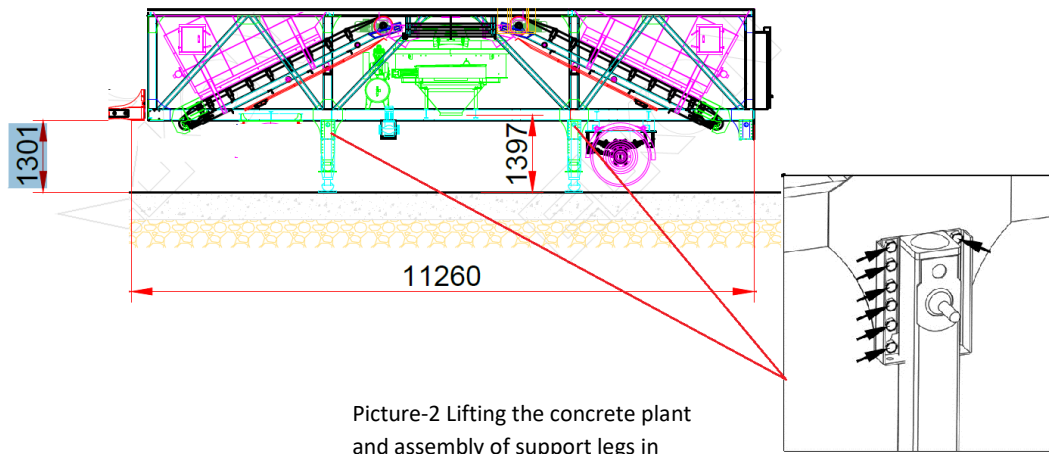 1301
1397
11260
Picture-2 Lifting the concrete plant
and assembly of support legs in